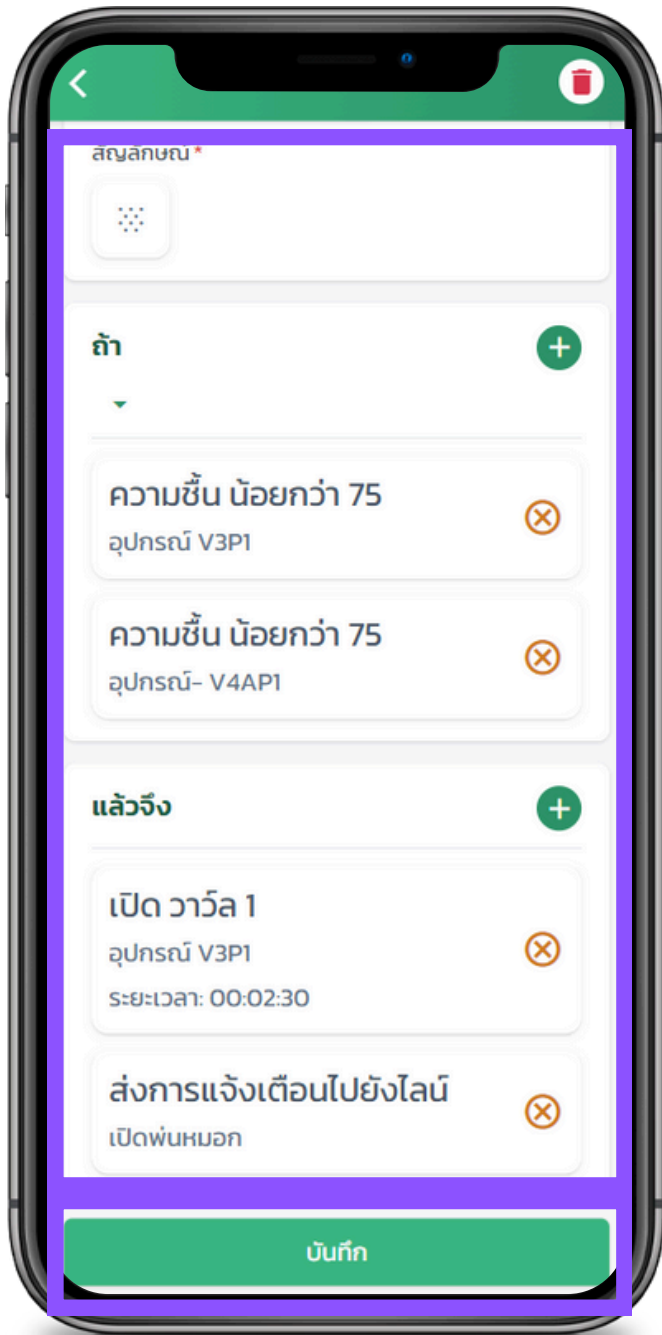 สัญลักษณ์*
ถ้า
ความชื้น น้อยกว่า 75
อุปกรณ์ V3P1
ความชื้น น้อยกว่า 75
อุปกรณ์- V4AP1
แล้วจึง
เปิด วาว์ล 1
อุปกรณ์ V3P1
ระยะเวลา: 00:02:30
ส่งการแจ้งเตือนไปยังไลน์
เปิดพ่นหมอก
บันทึก